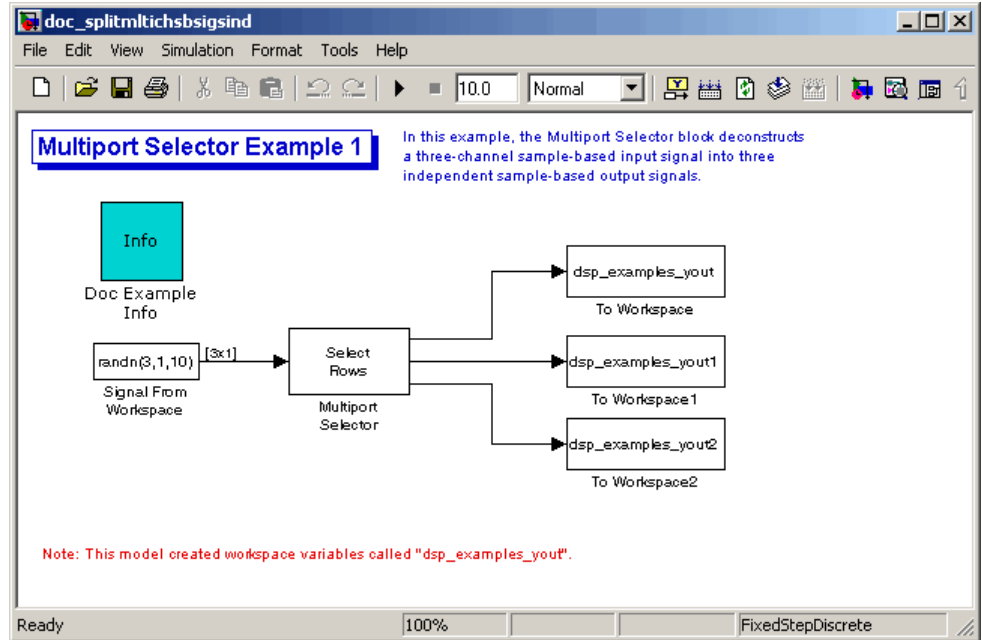 doc_splitmltichsbsigsind
File Edit View Simulation Format Tools Help
10.0 Normal
Multiport Selector Example 1
In this example, the Multiport Selector block deconstructs
a three-channel sample-based input signal into three
independent sample-based output signals.
Info
Doc Example
Info
randn(3,1,10)
[3x1]
Signal From
Workspace
Select
Rows
Multiport
Selector
dsp_examples_yout
To Workspace
dsp_examples_yout1
To Workspace1
dsp_examples_yout2
To Workspace2
Note: This model created workspace variables called "dsp_examples_yout".
Ready 100% FixedStepDiscrete